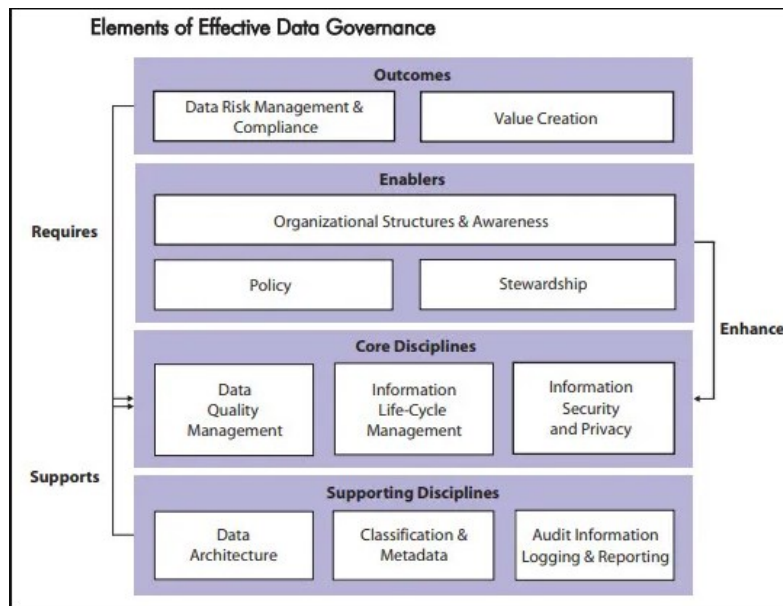 Elements of Effective Data Governance
Outcomes
Data Risk Management &
Compliance
Value Creation
Enablers
Organizational Structures & Awareness
Requires
Policy
Stewardship
Enhance
Core Disciplines
Data
Quality
Management
Information
Life-Cycle
Management
Information
Security
and Privacy
Supports
Supporting Disciplines
Data
Architecture
Classification &
Metadata
Audit Information
Logging & Reporting